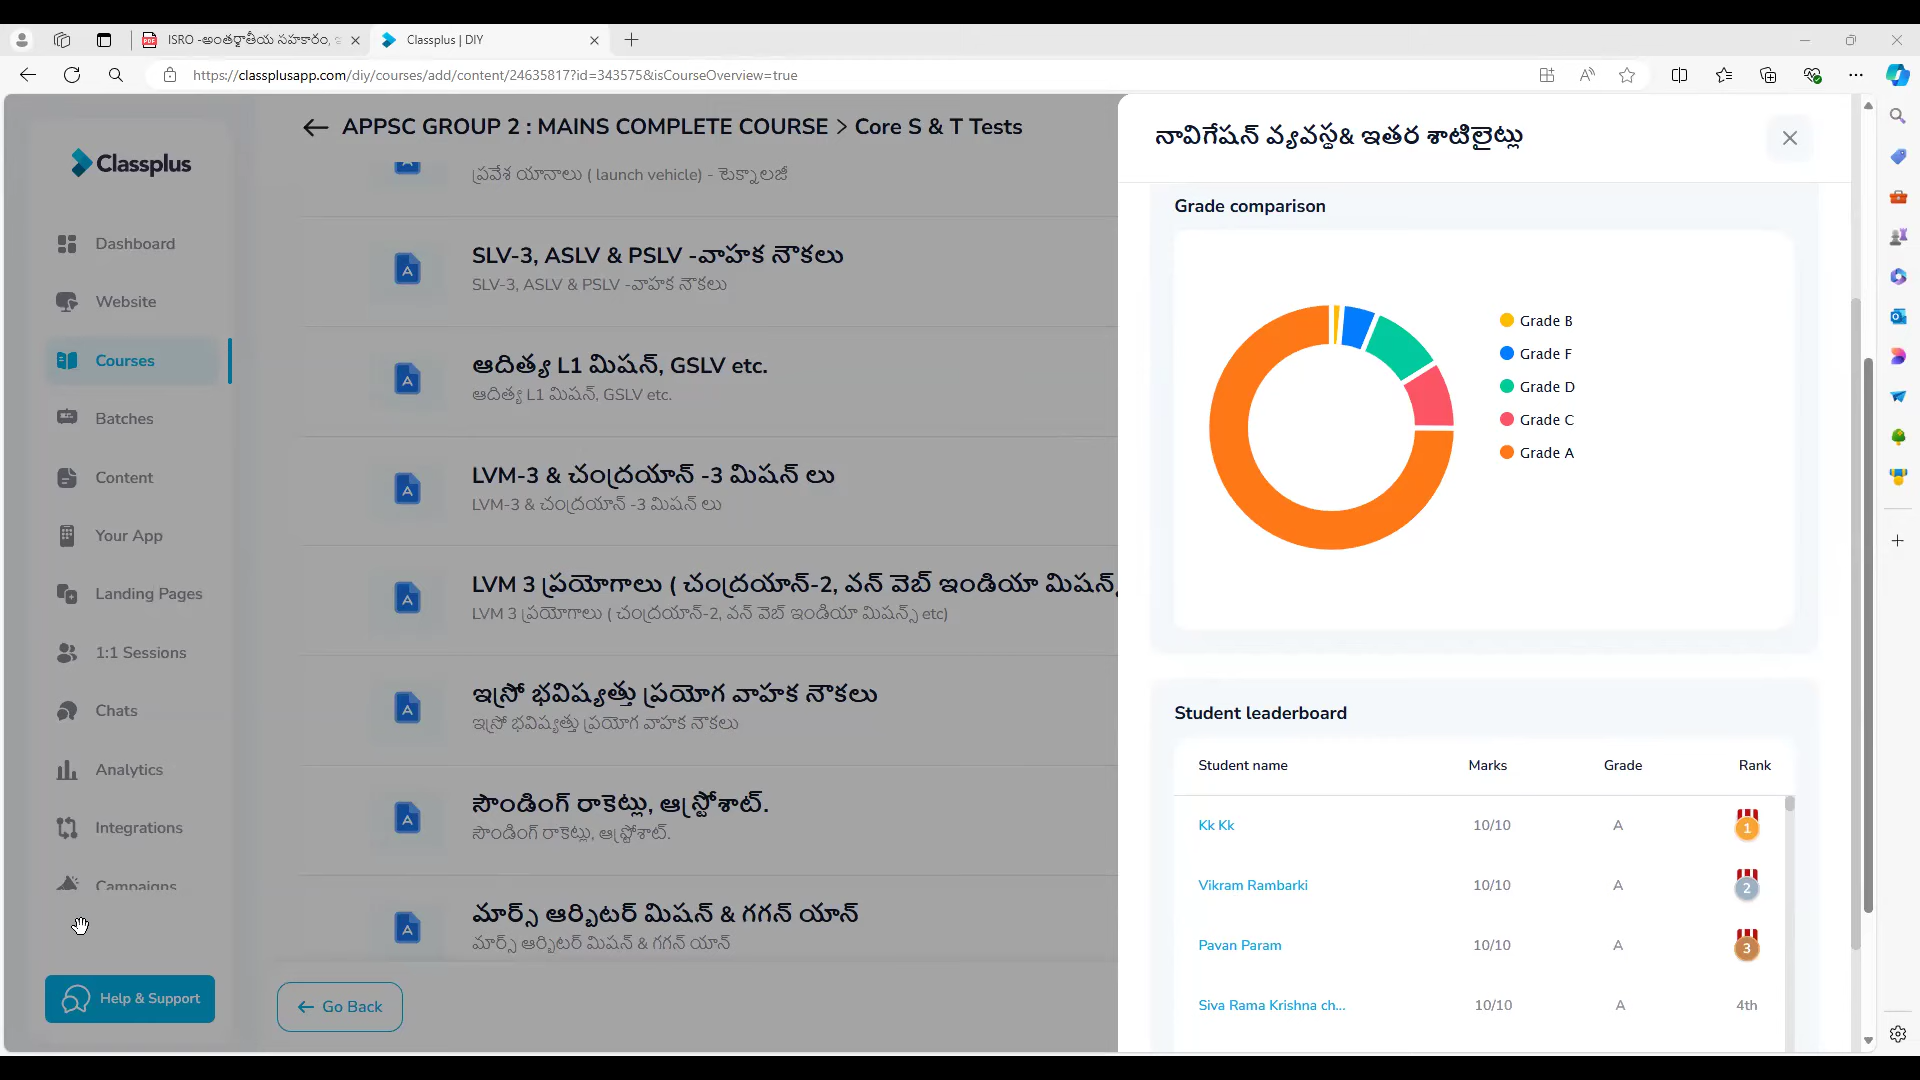 ISRO -అంతర్జాతీయ సహకారం,
Classplus | DIY
https://classplusapp.com/diy/courses/add/content/24635817?id=343575&isCourseOverview=true
Classplus
Dashboard
Website
Courses
Batches
Content
Your App
Landing Pages
1:1 Sessions
Chats
Analytics
Integrations
Campaigns
Help & Support
APPSC GROUP 2 : MAINS COMPLETE COURSE > Core S & T Tests
ప్రవేశ యానాలు ( launch vehicle) - టెక్నాలజీ
SLV-3, ASLV & PSLV -వాహక నౌకలు
SLV-3, ASLV & PSLV -వాహక నౌకలు
ఆదిత్య L1 మిషన్, GSLV etc.
ఆదిత్య L1 మిషన్, GSLV etc.
LVM-3 & చంద్రయాన్ -3 మిషన్ లు
LVM-3 & చంద్రయాన్ -3 మిషన్ లు
LVM 3 ప్రయోగాలు ( చంద్రయాన్-2, వన్ వెబ్ ఇండియా మిషన్స్
LVM 3 ప్రయోగాలు ( చంద్రయాన్-2, వన్ వెబ్ ఇండియా మిషన్స్ etc)
ఇస్రో భవిష్యత్తు ప్రయోగ వాహక నౌకలు
ఇస్రో భవిష్యత్తు ప్రయోగ వాహక నౌకలు
సౌండింగ్ రాకెట్లు, ఆస్ట్రోశాట్.
సౌండింగ్ రాకెట్లు, ఆస్ట్రోశాట్.
మార్స్ ఆర్బిటర్ మిషన్ & గగన్ యాన్
మార్స్ ఆర్బిటర్ మిషన్ & గగన్ యాన్
Go Back
నావిగేషన్ వ్యవస్థ& ఇతర శాటిలైట్లు
Grade comparison
Grade B
Grade F
Grade D
Grade C
Grade A
Student leaderboard
Student name Marks Grade Rank
Kk Kk 10/10 A 1
Vikram Rambarki 10/10 A 2
Pavan Param 10/10 A 3
Siva Rama Krishna ch... 10/10 A 4th